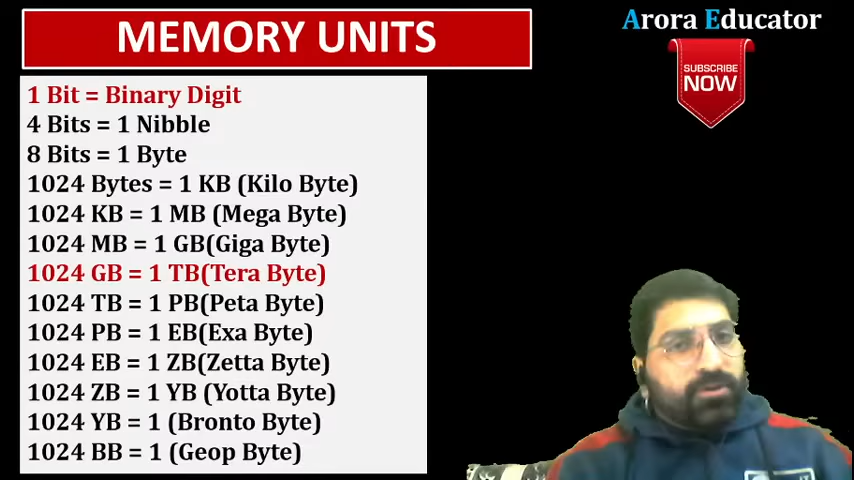 MEMORY UNITS
Arora Educator
SUBSCRIBE
NOW
1 Bit = Binary Digit
4 Bits = 1 Nibble
8 Bits = 1 Byte
1024 Bytes = 1 KB (Kilo Byte)
1024 KB = 1 MB (Mega Byte)
1024 MB = 1 GB(Giga Byte)
1024 GB = 1 TB(Tera Byte)
1024 TB = 1 PB(Peta Byte)
1024 PB = 1 EB(Exa Byte)
1024 EB = 1 ZB(Zetta Byte)
1024 ZB = 1 YB (Yotta Byte)
1024 YB = 1 (Bronto Byte)
1024 BB = 1 (Geop Byte)